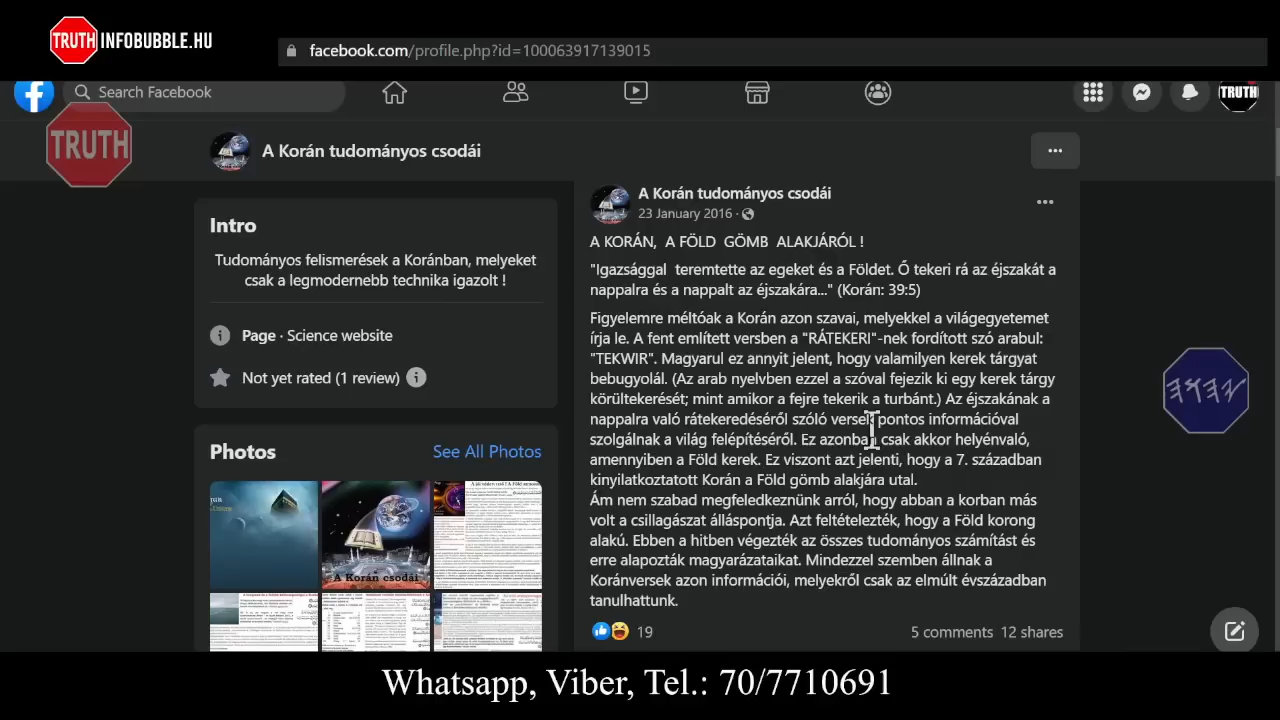 TRUTH INFOBUBBLE.HU
facebook.com/profile.php?id=100063917139015
Search Facebook
TRUTH
TRUTH
A Korán tudományos csodái
Intro
Tudományos felismerések a Koránban, melyeket
csak a legmodernebb technika igazolt !
Page · Science website
Not yet rated (1 review)
Photos
See All Photos
A Korán csodái
A Korán tudományos csodái
23 January 2016 ·
A KORÁN, A FÖLD GÖMB ALAKJÁRÓL !
"Igazsággal teremtette az egeket és a Földet. Ő tekeri rá az éjszakát a
nappalra és a nappalt az éjszakára..." (Korán: 39:5)
Figyelemre méltóak a Korán azon szavai, melyekkel a világegyetemet
írja le. A fent említett versben a "RÁTEKERI"-nek fordított szó arabul:
"TEKWIR". Magyarul ez annyit jelent, hogy valamilyen kerek tárgyat
bebugyolál. (Az arab nyelvben ezzel a szóval fejezik ki egy kerek tárgy
körültekerését; mint amikor a fejre tekerik a turbánt.) Az éjszakának a
nappalra való rátekeredéséről szóló versek pontos információval
szolgálnak a világ felépítéséről. Ez azonban csak akkor helyénvaló,
amennyiben a Föld kerek. Ez viszont azt jelenti, hogy a 7. században
kinyilatkoztatott Korán a Föld gömb alakjára utal.
Ám nem szabad megfeledkeznünk arról, hogy abban a korban más
volt a csillagászat felfogása. Azt feltételezték, hogy a Föld korong
alakú. Ebben a hitben végezték az összes tudományos számítást és
a
Koránban információi, melyekről csak az elmúlt évszázadban
tanulhattunk.
19
5 comments 12 shares
Whatsapp, Viber, Tel.: 70/7710691